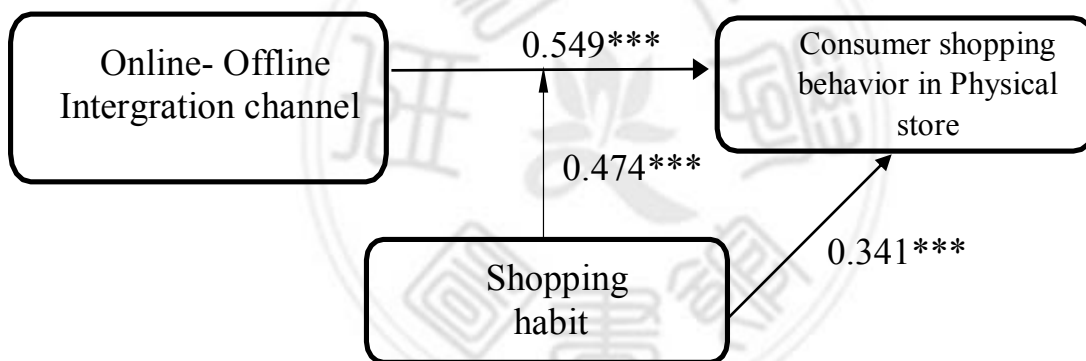 Online- Offline
Intergration channel
0.549***
Consumer shopping
behavior in Physical
store
0.474***
0.341***
Shopping
habit